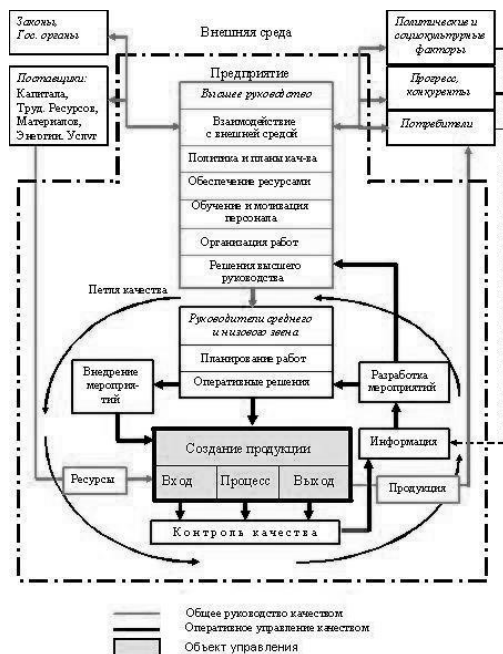 Законы,
Гос. органы
Внешняя среда
Политические и
социокультурные
факторы
Поставщики:
Капитала,
Труд. Ресурсов,
Материалов,
Энергии. Услуг
Предприятие
Прогресс,
конкуренты
Потребители
Высшее руководство
Взаимодействие
с внешней средой
Политика и планы кач-ва
Обеспечение ресурсами
Обучение и мотивация
персонала
Организация работ
Решения высшего
руководства
Петля качества
Руководители среднего
и низового звена
Планирование работ
Оперативные решения
Внедрение
мероприя-
тий
Разработка
мероприятий
Информация
Создание продукции
Вход
Процесс
Выход
Ресурсы
Продукция
Контроль качества
Общее руководство качеством
Оперативное управление качеством
Объект управления